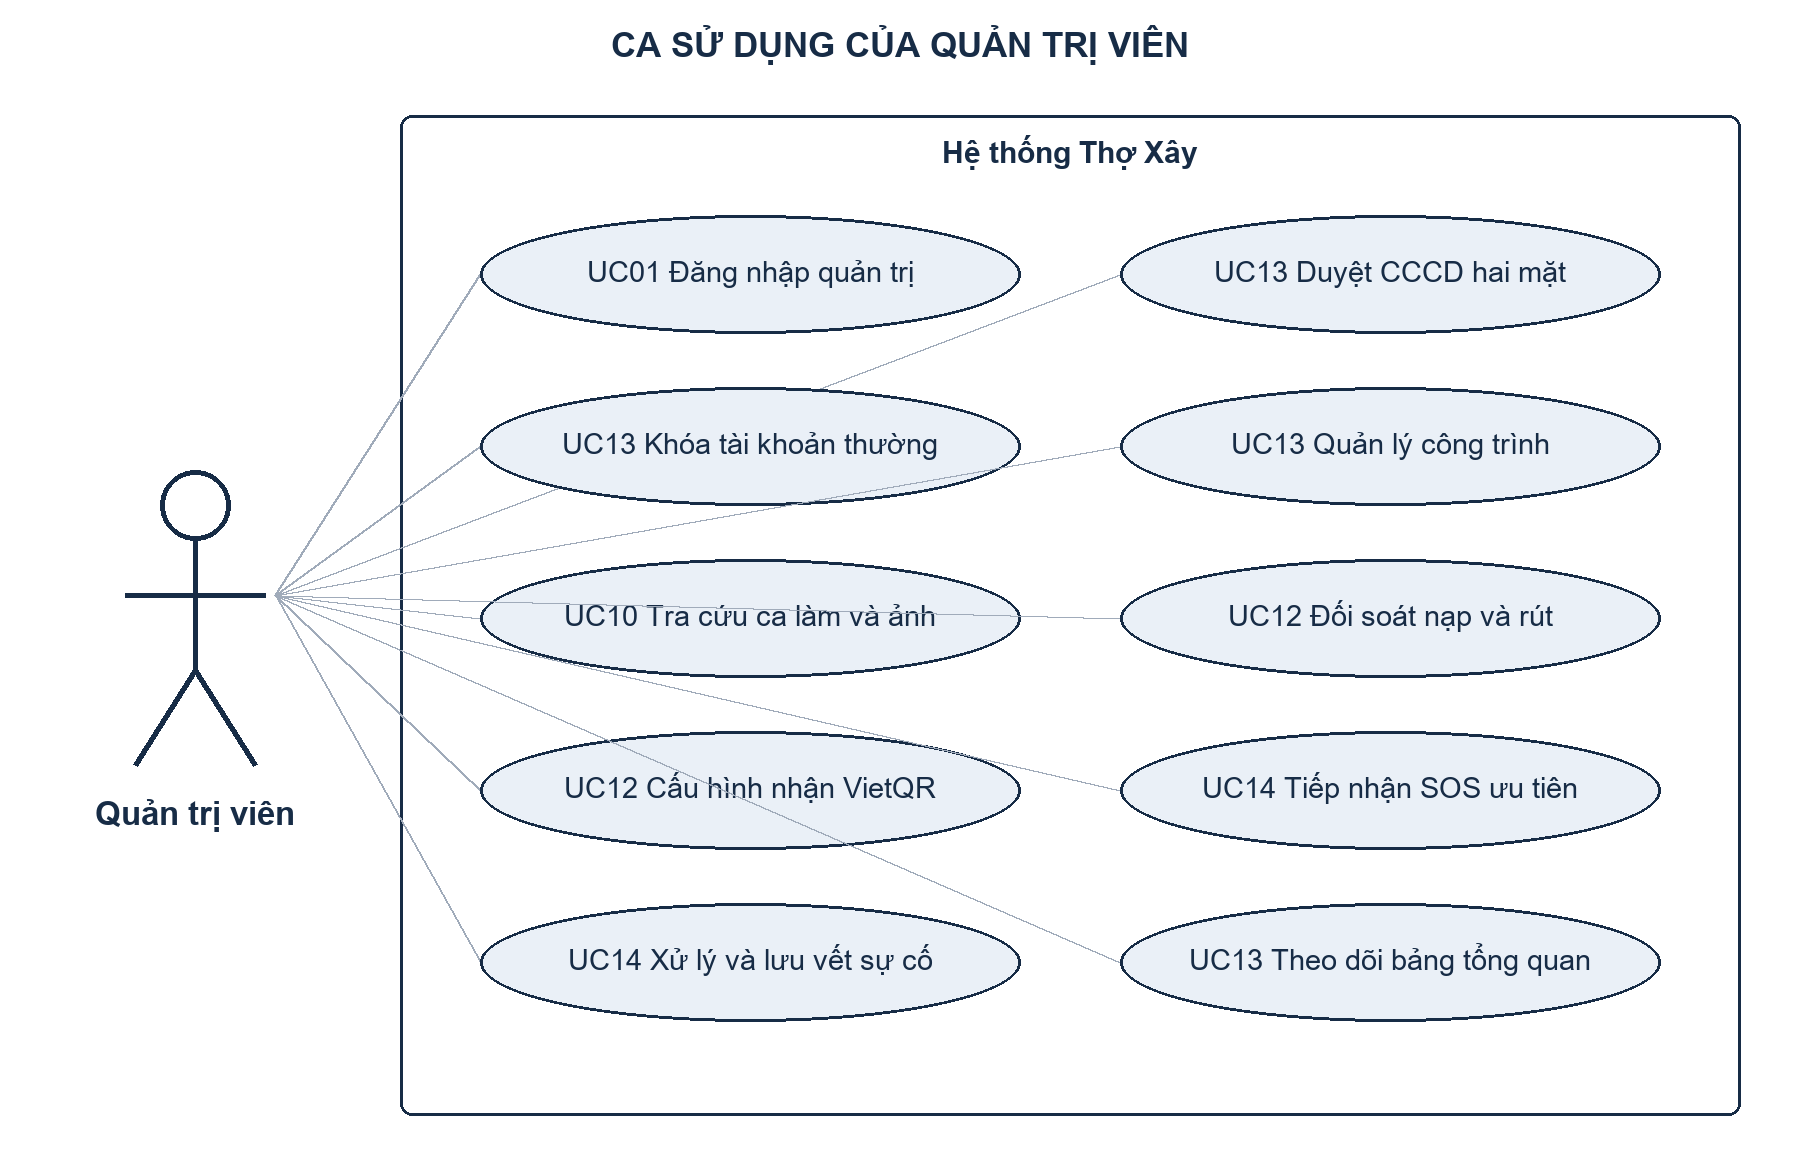 CA SỬ DỤNG CỦA QUẢN TRỊ VIÊN
Hệ thống Thợ Xây
UC01 Đăng nhập quản trị
UC13 Duyệt CCCD hai mặt
UC13 Khóa tài khoản thường
UC13 Quản lý công trình
UC10 Tra cứu ca làm và ảnh
UC12 Đối soát nạp và rút
UC12 Cấu hình nhận VietQR
UC14 Tiếp nhận SOS ưu tiên
Quản trị viên
UC14 Xử lý và lưu vết sự cố
UC13 Theo dõi bảng tổng quan